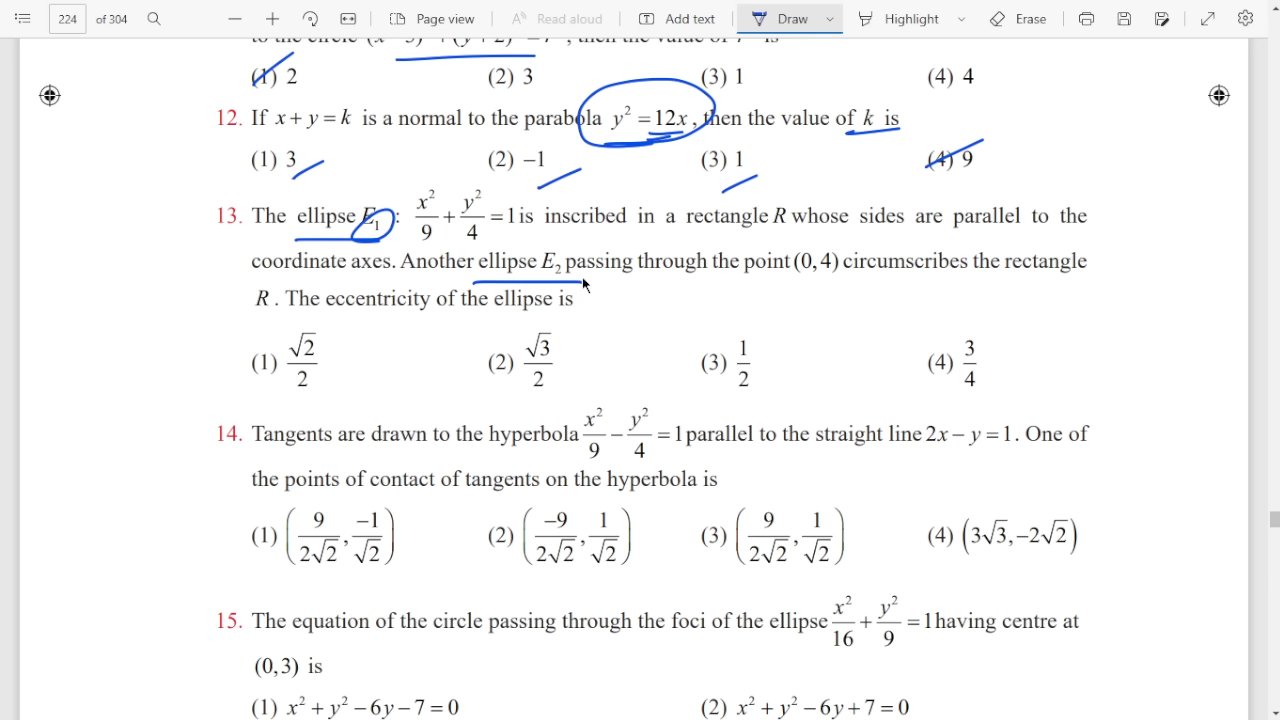 224 of 304 Page view Read aloud Add text Draw Highlight Erase
(1) 2 (2) 3 (3) 1 (4) 4
12. If x + y = k is a normal to the parabola y² = 12x, then the value of k is
(1) 3 (2) −1 (3) 1 (4) 9
13. The ellipse E₁ : x²/9 + y²/4 = 1 is inscribed in a rectangle R whose sides are parallel to the
coordinate axes. Another ellipse E₂ passing through the point (0, 4) circumscribes the rectangle
R . The eccentricity of the ellipse is
(1) √2/2 (2) √3/2 (3) 1/2 (4) 3/4
14. Tangents are drawn to the hyperbola x²/9 − y²/4 = 1 parallel to the straight line 2x − y = 1. One of
the points of contact of tangents on the hyperbola is
(1) (9/2√2, −1/√2) (2) (−9/2√2, 1/√2) (3) (9/2√2, 1/√2) (4) (3√3, −2√2)
15. The equation of the circle passing through the foci of the ellipse x²/16 + y²/9 = 1 having centre at
(0, 3) is
(1) x² + y² − 6y − 7 = 0 (2) x² + y² − 6y + 7 = 0